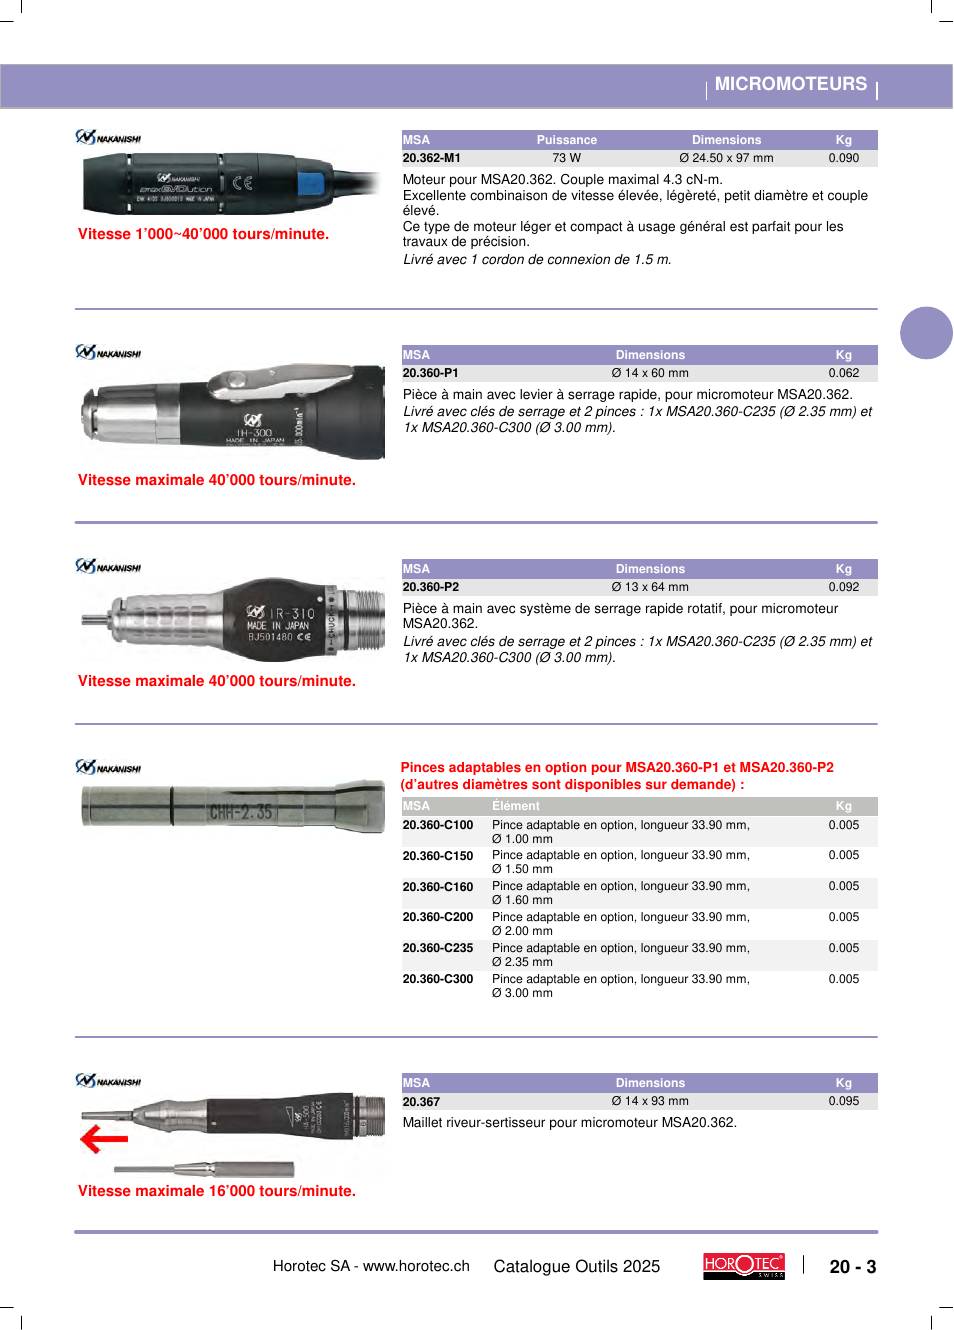 MICROMOTEURS
NAKANISHI
NAKANISHI
emax EVOlution
CE
MADE IN JAPAN
Vitesse 1’000~40’000 tours/minute.
MSA Puissance Dimensions Kg
20.362-M1 73 W Ø 24.50 x 97 mm 0.090
Moteur pour MSA20.362. Couple maximal 4.3 cN-m.
Excellente combinaison de vitesse élevée, légèreté, petit diamètre et couple
élevé.
Ce type de moteur léger et compact à usage général est parfait pour les
travaux de précision.
Livré avec 1 cordon de connexion de 1.5 m.
NAKANISHI
IH-300
MADE IN JAPAN
Vitesse maximale 40’000 tours/minute.
MSA Dimensions Kg
20.360-P1 Ø 14 x 60 mm 0.062
Pièce à main avec levier à serrage rapide, pour micromoteur MSA20.362.
Livré avec clés de serrage et 2 pinces : 1x MSA20.360-C235 (Ø 2.35 mm) et
1x MSA20.360-C300 (Ø 3.00 mm).
NAKANISHI
IR-310
MADE IN JAPAN
BJ501480 CE
CHUCK
Vitesse maximale 40’000 tours/minute.
MSA Dimensions Kg
20.360-P2 Ø 13 x 64 mm 0.092
Pièce à main avec système de serrage rapide rotatif, pour micromoteur
MSA20.362.
Livré avec clés de serrage et 2 pinces : 1x MSA20.360-C235 (Ø 2.35 mm) et
1x MSA20.360-C300 (Ø 3.00 mm).
NAKANISHI
CHH-2.35
Pinces adaptables en option pour MSA20.360-P1 et MSA20.360-P2
(d’autres diamètres sont disponibles sur demande) :
MSA Élément Kg
20.360-C100 Pince adaptable en option, longueur 33.90 mm, 0.005
Ø 1.00 mm
20.360-C150 Pince adaptable en option, longueur 33.90 mm, 0.005
Ø 1.50 mm
20.360-C160 Pince adaptable en option, longueur 33.90 mm, 0.005
Ø 1.60 mm
20.360-C200 Pince adaptable en option, longueur 33.90 mm, 0.005
Ø 2.00 mm
20.360-C235 Pince adaptable en option, longueur 33.90 mm, 0.005
Ø 2.35 mm
20.360-C300 Pince adaptable en option, longueur 33.90 mm, 0.005
Ø 3.00 mm
NAKANISHI
Vitesse maximale 16’000 tours/minute.
MSA Dimensions Kg
20.367 Ø 14 x 93 mm 0.095
Maillet riveur-sertisseur pour micromoteur MSA20.362.
Horotec SA - www.horotec.ch Catalogue Outils 2025 HOROTEC SWISS 20 - 3